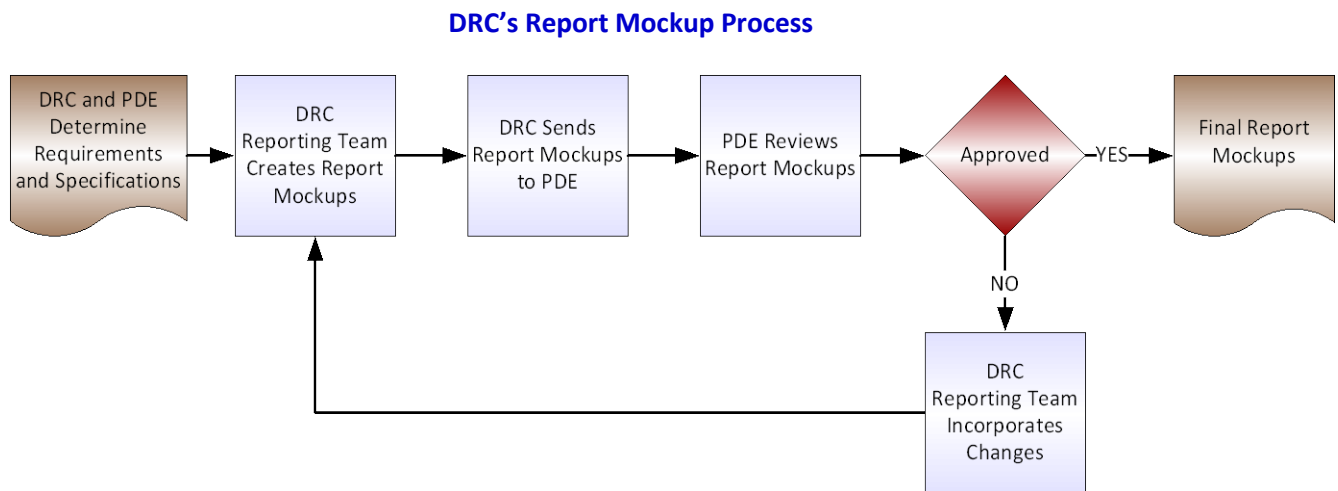 DRC’s Report Mockup Process
DRC and PDE
Determine
Requirements
and Specifications
DRC
Reporting Team
Creates Report
Mockups
DRC Sends
Report Mockups
to PDE
PDE Reviews
Report Mockups
Approved
YES
Final Report
Mockups
NO
DRC
Reporting Team
Incorporates
Changes